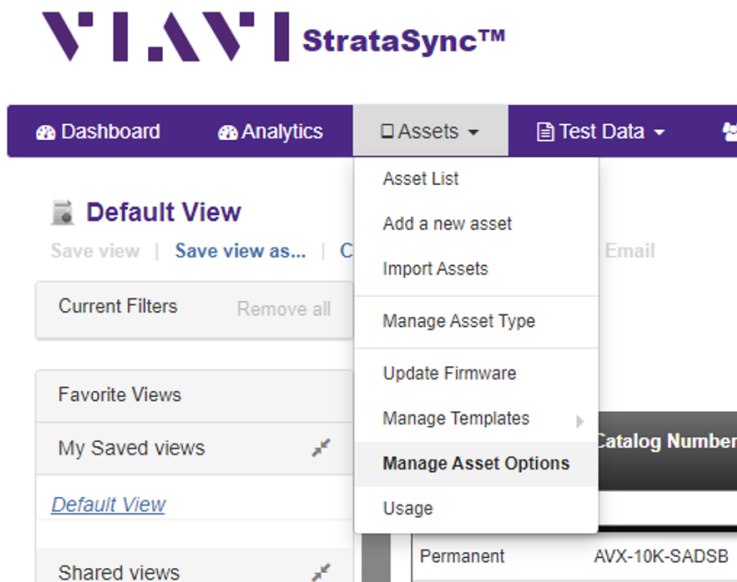 VIAVI StrataSync™
Dashboard Analytics Assets Test Data
Default View
Save view | Save view as... | C Email
Asset List
Add a new asset
Import Assets
Manage Asset Type
Update Firmware
Manage Templates
Manage Asset Options
Usage
Current Filters Remove all
Favorite Views
My Saved views
Default View
Shared views
Catalog Number
Permanent AVX-10K-SADSB